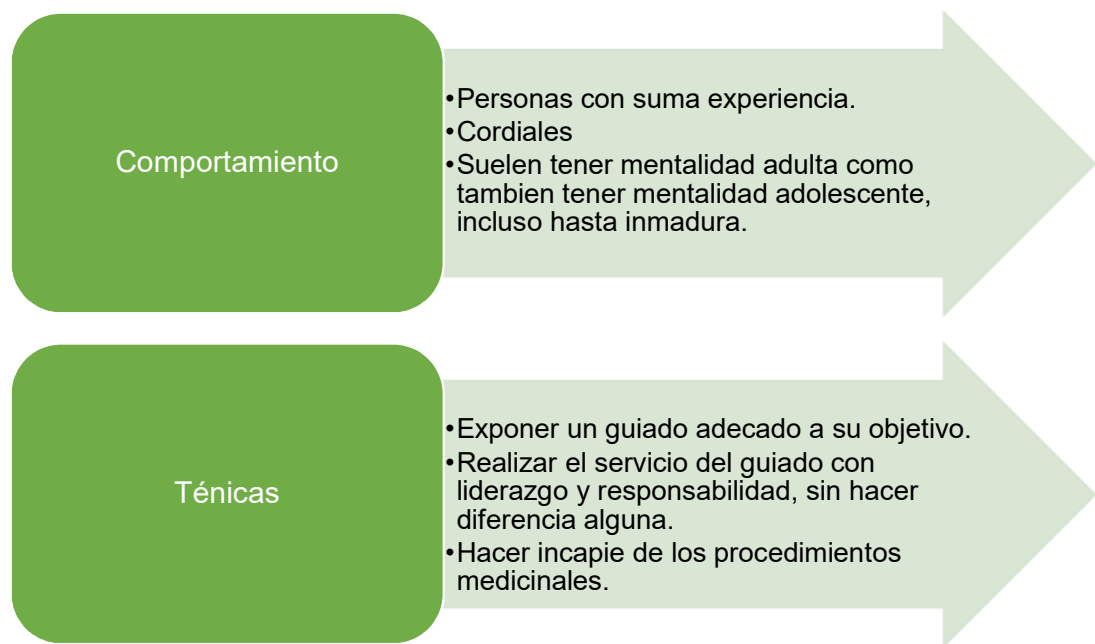 Comportamiento
•Personas con suma experiencia.
•Cordiales
•Suelen tener mentalidad adulta como
tambien tener mentalidad adolescente,
incluso hasta inmadura.
Ténicas
•Exponer un guiado adecado a su objetivo.
•Realizar el servicio del guiado con
liderazgo y responsabilidad, sin hacer
diferencia alguna.
•Hacer incapie de los procedimientos
medicinales.